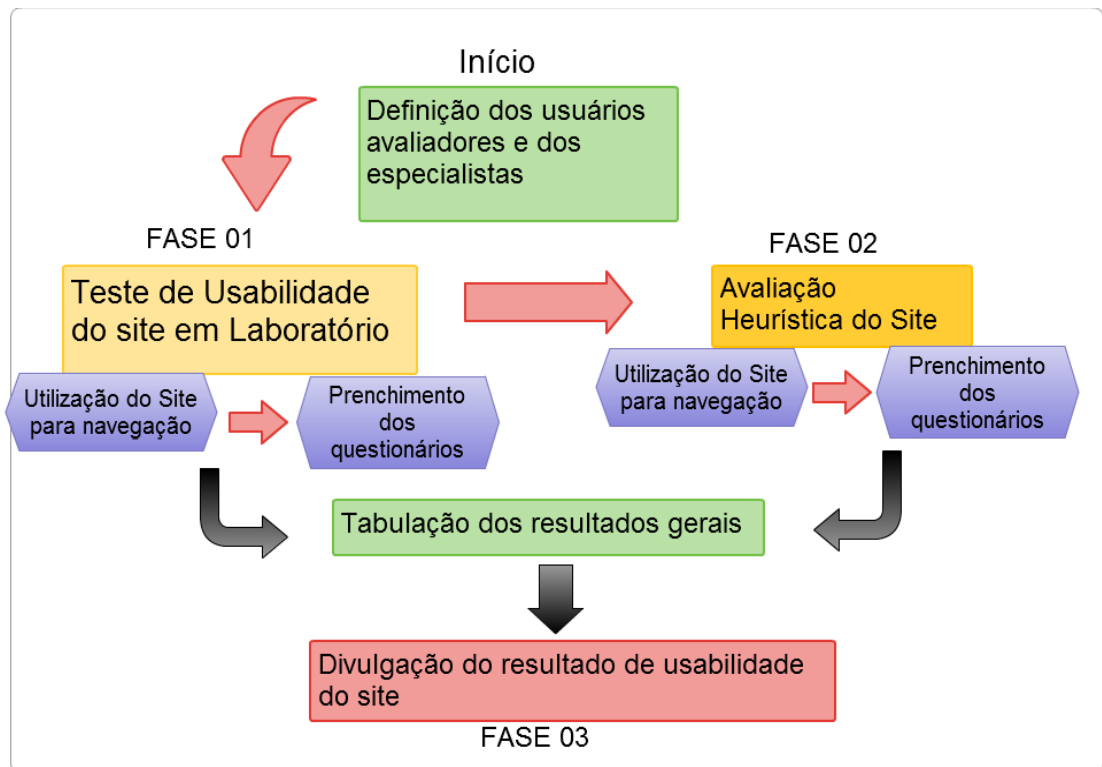 Início
Definição dos usuários
avaliadores e dos
especialistas
FASE 01
Teste de Usabilidade
do site em Laboratório
Utilização do Site
para navegação
Prenchimento
dos
questionários
FASE 02
Avaliação
Heurística do Site
Utilização do Site
para navegação
Prenchimento
dos
questionários
Tabulação dos resultados gerais
Divulgação do resultado de usabilidade
do site
FASE 03